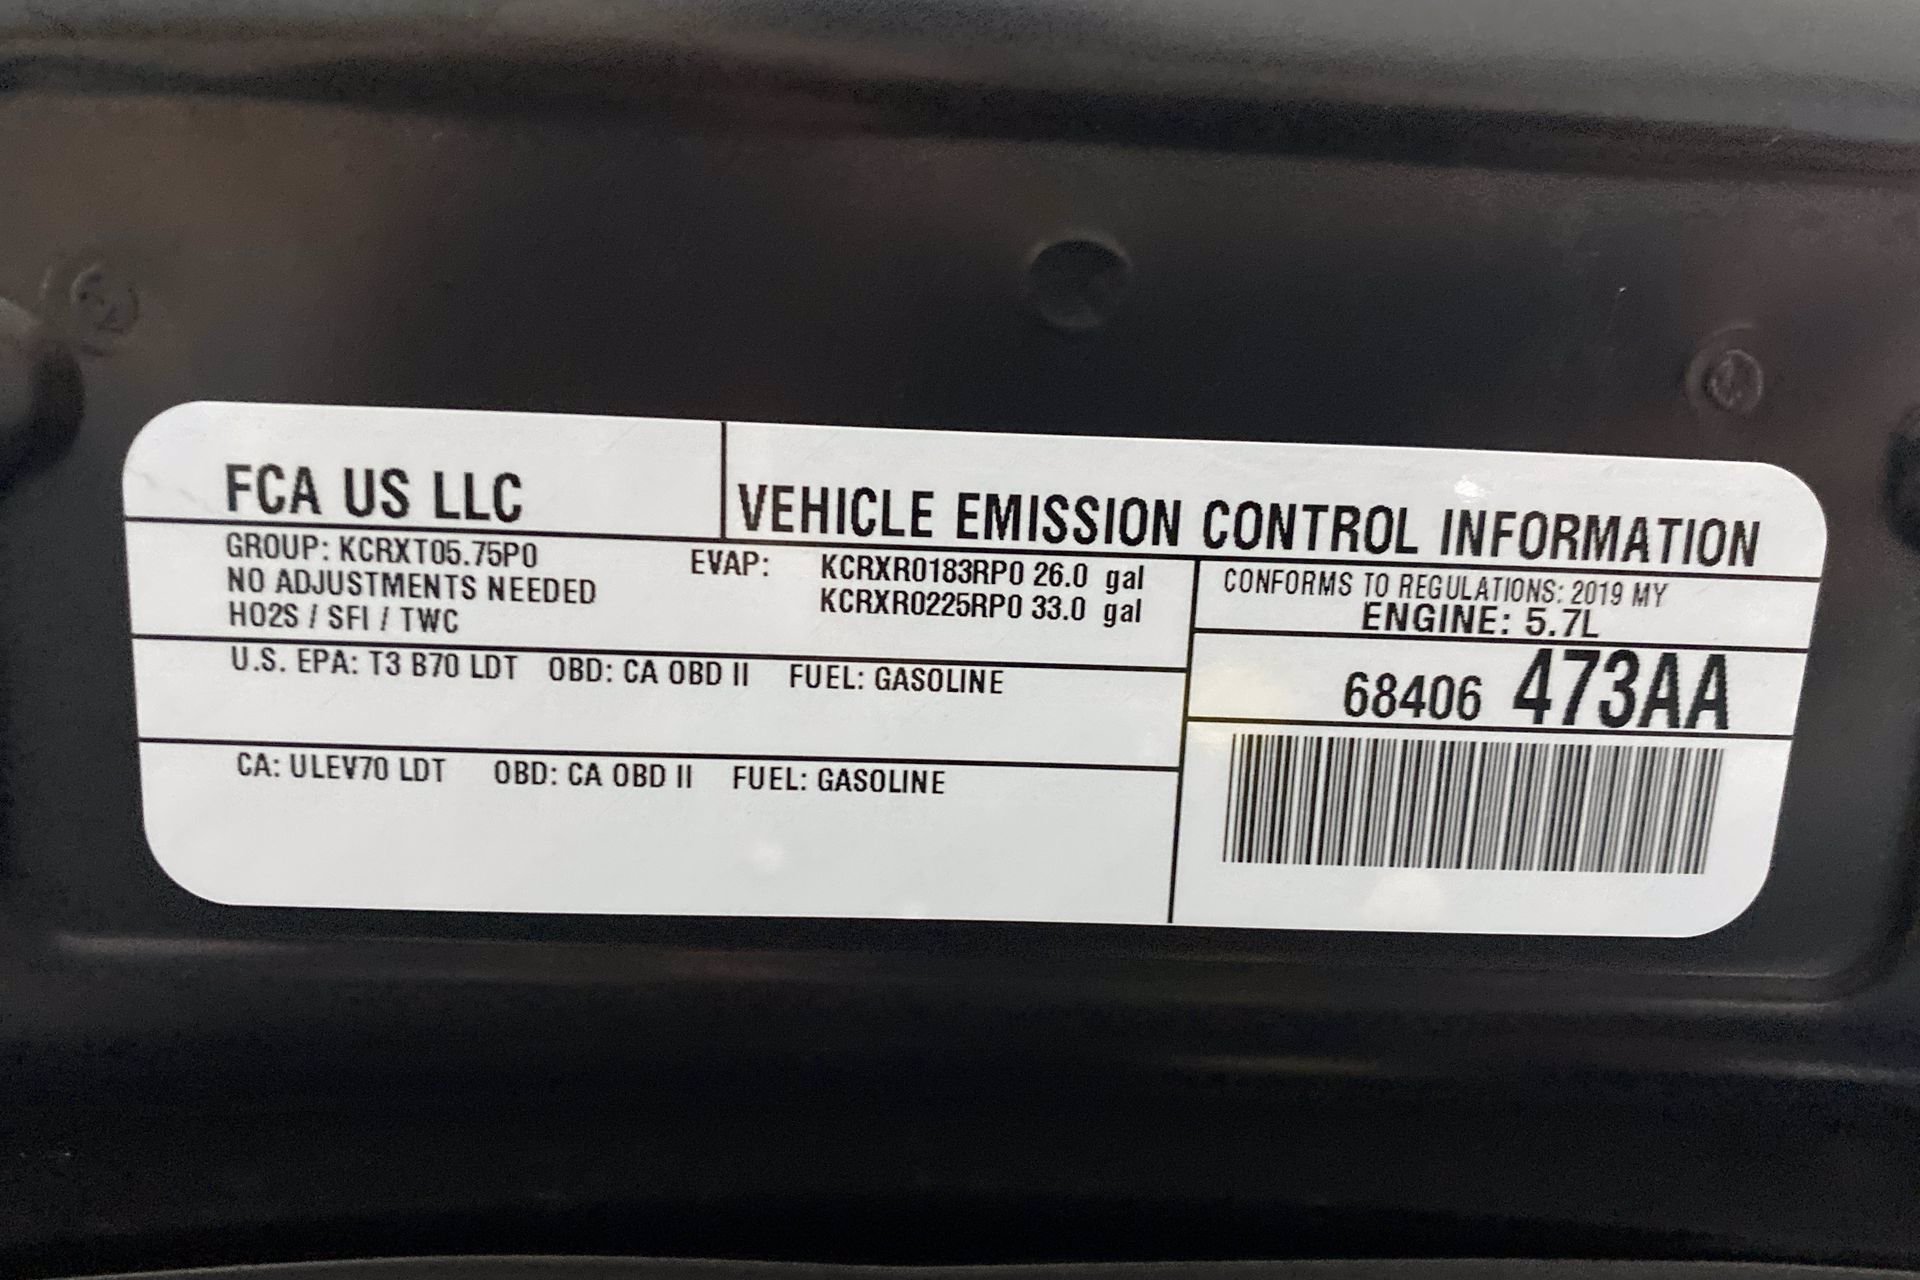 FCA US LLC
VEHICLE EMISSION CONTROL INFORMATION
GROUP: KCRXT05.75P0
NO ADJUSTMENTS NEEDED
HO2S / SFI / TWC
EVAP: KCRXR0183RP0 26.0 gal
KCRXR0225RP0 33.0 gal
CONFORMS TO REGULATIONS: 2019 MY
ENGINE: 5.7L
U.S. EPA: T3 B70 LDT OBD: CA OBD II FUEL: GASOLINE
68406 473AA
CA: ULEV70 LDT OBD: CA OBD II FUEL: GASOLINE